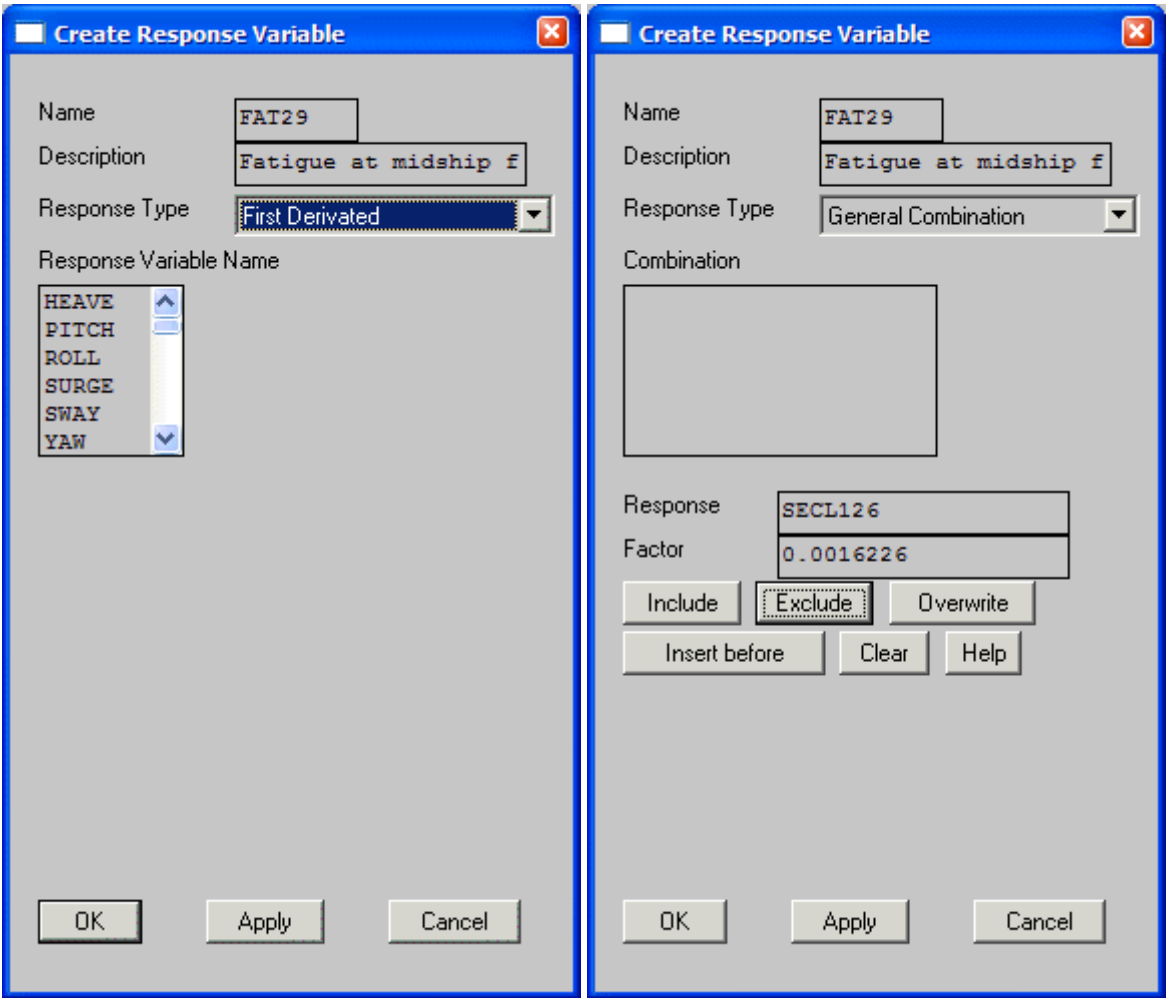 Create Response Variable
Name FAT29
Description Fatigue at midship f
Response Type First Derivated
Response Variable Name
HEAVE
PITCH
ROLL
SURGE
SWAY
YAW
OK Apply Cancel
Create Response Variable
Name FAT29
Description Fatigue at midship f
Response Type General Combination
Combination
Response SECL126
Factor 0.0016226
Include Exclude Overwrite
Insert before Clear Help
OK Apply Cancel